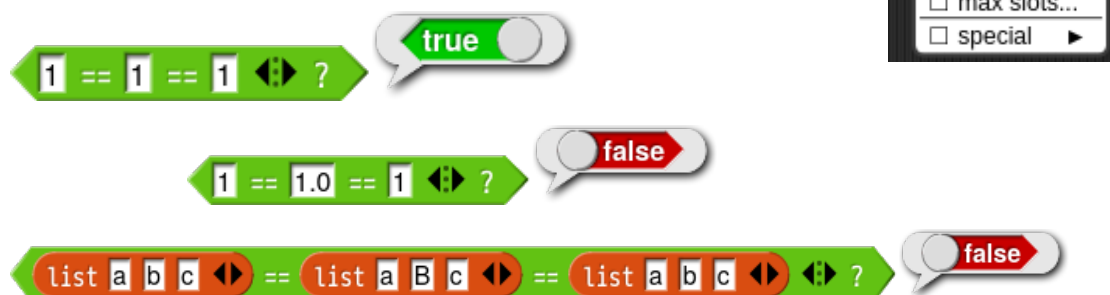 max slots...
special
true
1 == 1 == 1 ?
false
1 == 1.0 == 1 ?
false
list a b c == list a B c == list a b c ?